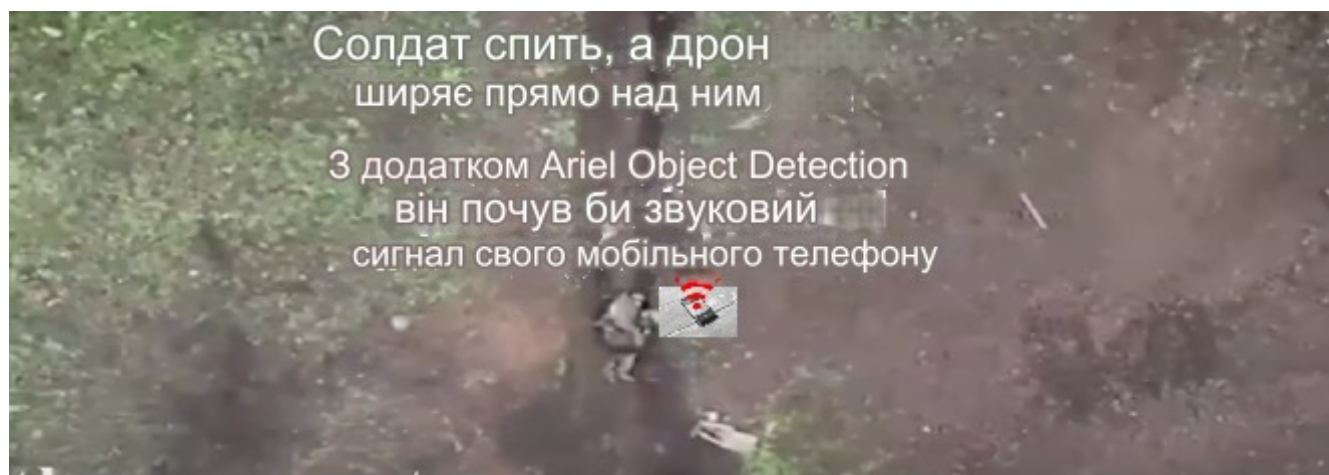 Солдат спить, а дрон
ширяє прямо над ним
З додатком Ariel Object Detection
він почув би звуковий
сигнал свого мобільного телефону